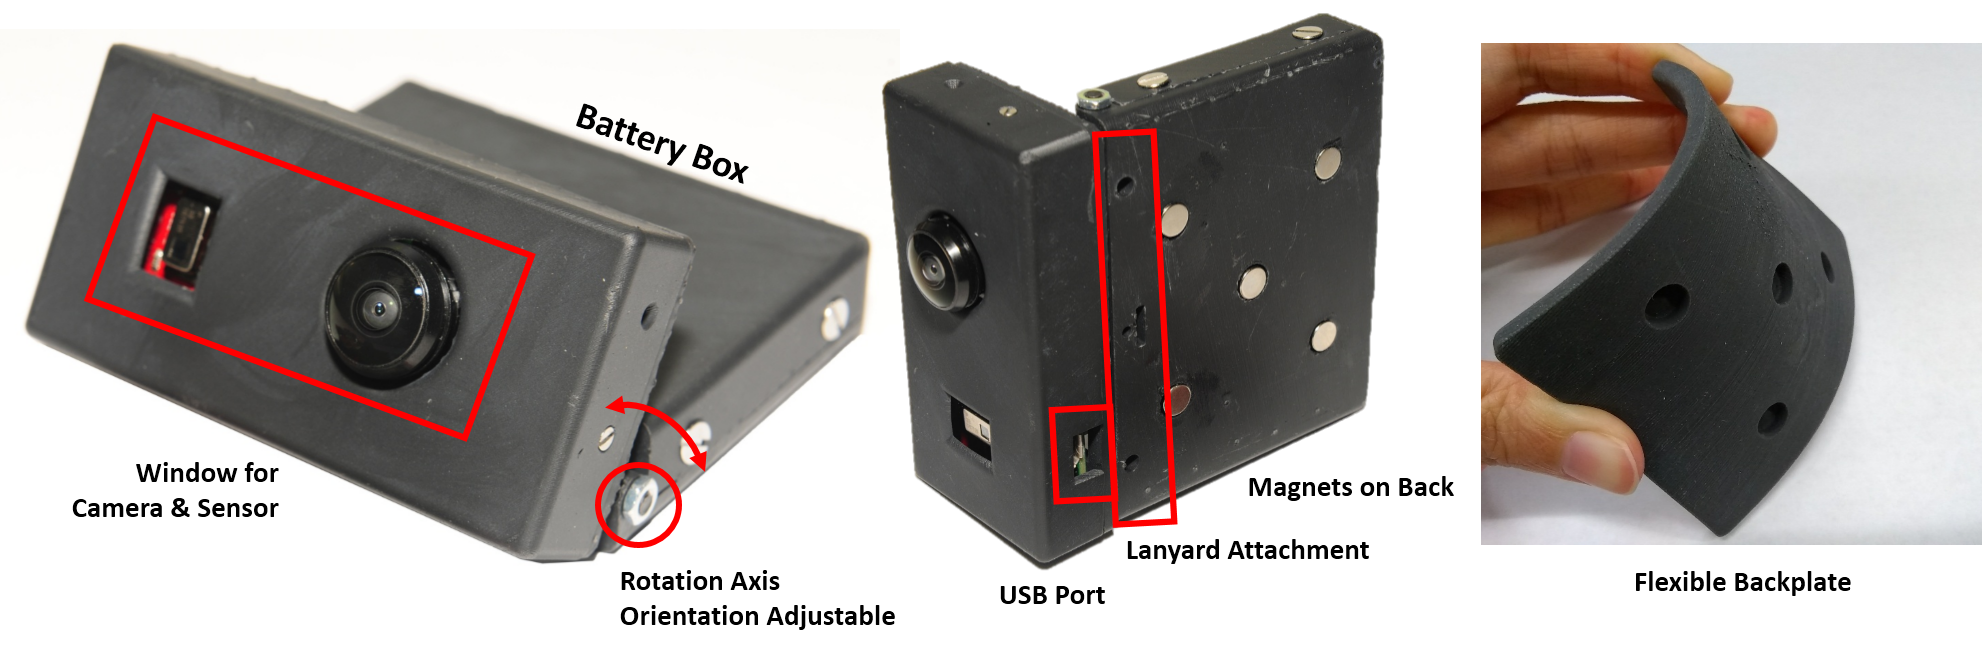 Battery Box
Window for
Camera & Sensor
Rotation Axis
Orientation Adjustable
Magnets on Back
Lanyard Attachment
USB Port
Flexible Backplate